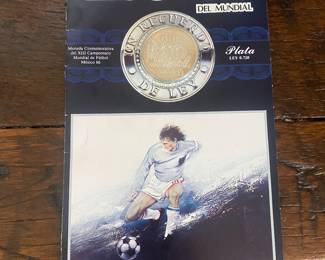 DEL MUNDIAL
UN RECUERDO
DE LEY
Moneda Conmemorativa
del XIII Campeonato
Mundial de Fútbol
México 86
Plata
LEY 0.720